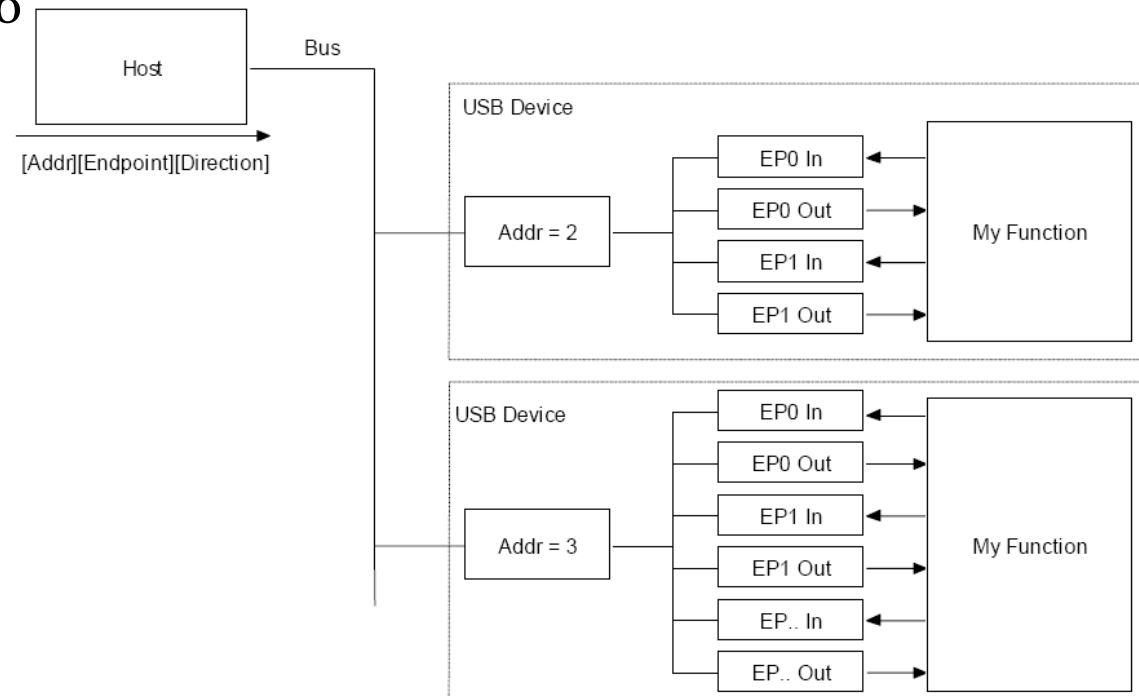 Host
Bus
[Addr][Endpoint][Direction]
USB Device
Addr = 2
EP0 In
EP0 Out
EP1 In
EP1 Out
My Function
USB Device
Addr = 3
EP0 In
EP0 Out
EP1 In
EP1 Out
EP.. In
EP.. Out
My Function